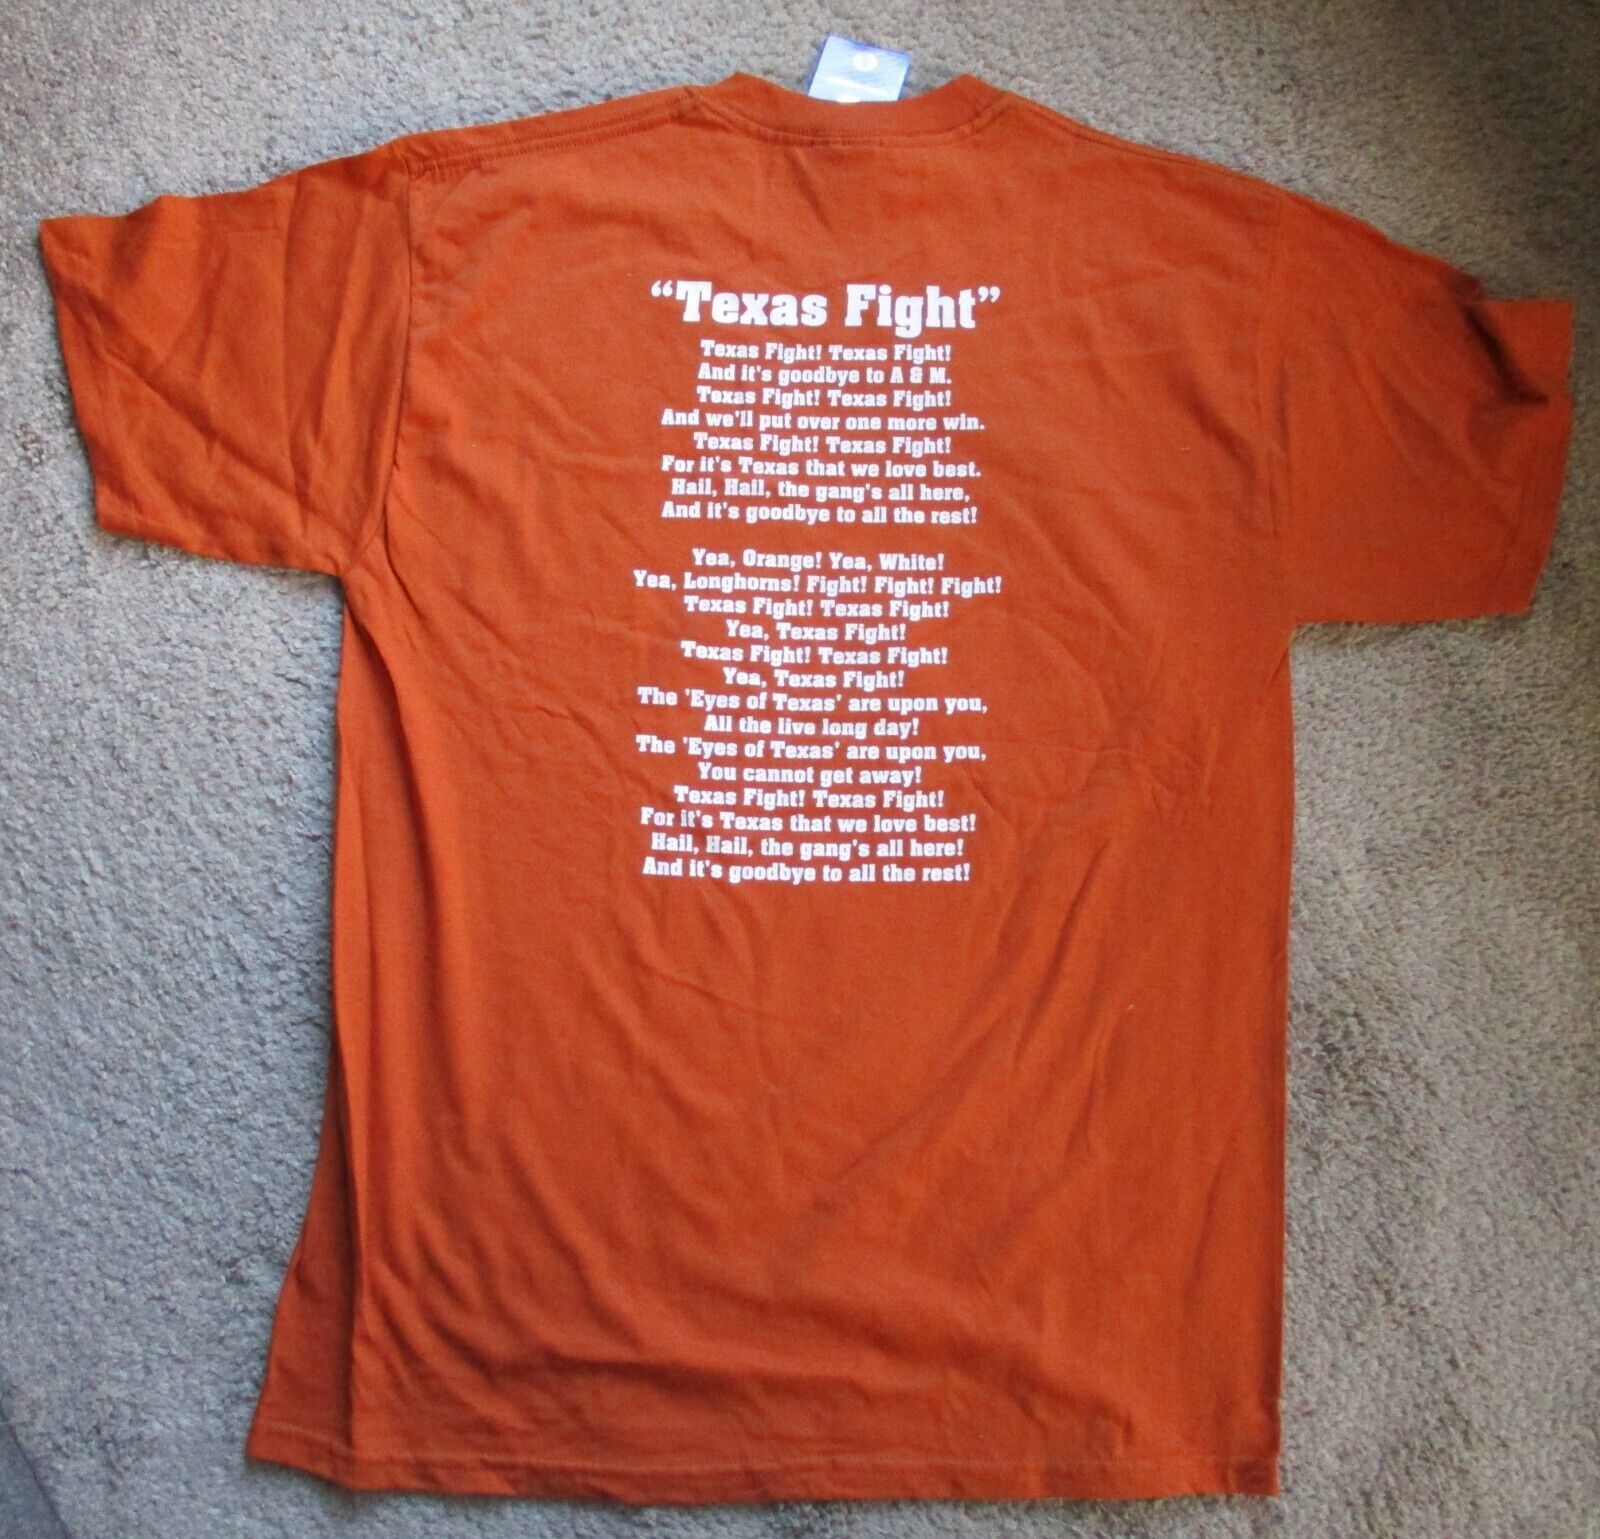 “Texas Fight”
Texas Fight! Texas Fight!
And it's goodbye to A & M.
Texas Fight! Texas Fight!
And we'll put over one more win.
Texas Fight! Texas Fight!
For it's Texas that we love best.
Hail, Hail, the gang's all here,
And it's goodbye to all the rest!
Yea, Orange! Yea, White!
Yea, Longhorns! Fight! Fight! Fight!
Texas Fight! Texas Fight!
Yea, Texas Fight!
Texas Fight! Texas Fight!
Yea, Texas Fight!
The 'Eyes of Texas' are upon you,
All the live long day!
The 'Eyes of Texas' are upon you,
You cannot get away!
Texas Fight! Texas Fight!
For it's Texas that we love best!
Hail, Hail, the gang's all here!
And it's goodbye to all the rest!